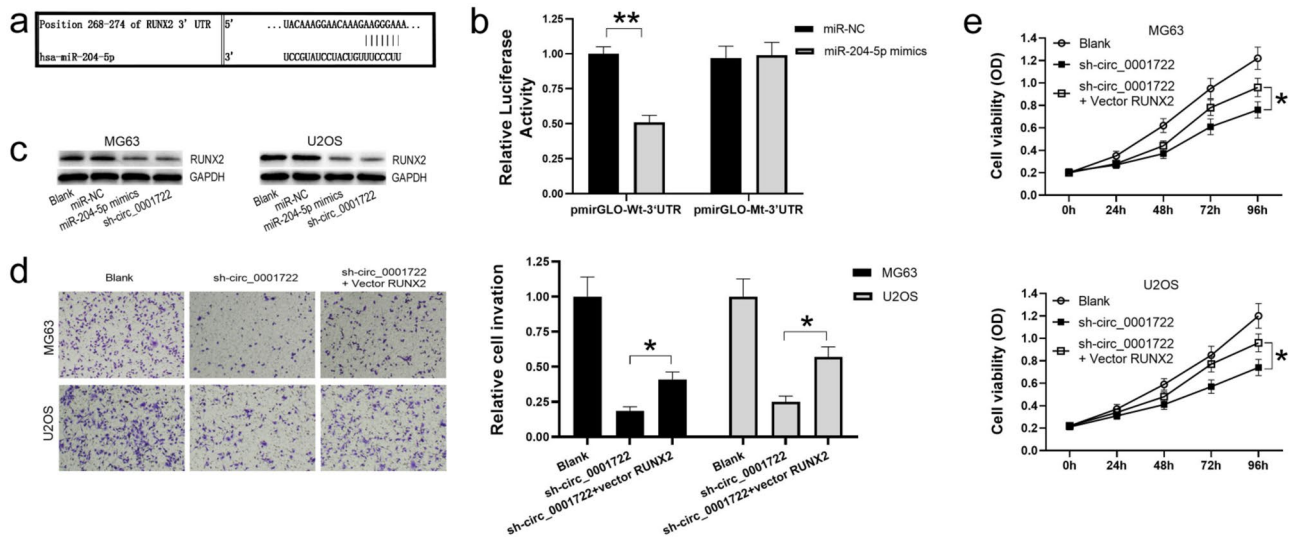 a
Position 268-274 of RUNX2 3' UTR 5' ...UACAAAGGAACAAAGAAGGGAAA...
hsa-miR-204-5p 3' UCCGUAUCCUACUGUUUCCCUU
b
**
miR-NC
miR-204-5p mimics
Relative Luciferase
Activity
1.25
1.00
0.75
0.50
0.25
0.00
pmirGLO-Wt-3'UTR pmirGLO-Mt-3'UTR
c
MG63
RUNX2
GAPDH
Blank
miR-NC
miR-204-5p mimics
sh-circ_0001722
U2OS
RUNX2
GAPDH
Blank
miR-NC
miR-204-5p mimics
sh-circ_0001722
d
Blank sh-circ_0001722 sh-circ_0001722
+ Vector RUNX2
MG63
U2OS
Relative cell invation
1.25
1.00
0.75
0.50
0.25
0.00
*
*
MG63
U2OS
Blank
sh-circ_0001722
sh-circ_0001722+vector RUNX2
Blank
sh-circ_0001722
sh-circ_0001722+vector RUNX2
e
MG63
Cell viability (OD)
1.4
1.2
1.0
0.8
0.6
0.4
0.2
0.0
Blank
sh-circ_0001722
sh-circ_0001722
+ Vector RUNX2
*
0h 24h 48h 72h 96h
U2OS
Cell viability (OD)
1.4
1.2
1.0
0.8
0.6
0.4
0.2
0.0
Blank
sh-circ_0001722
sh-circ_0001722
+ Vector RUNX2
*
0h 24h 48h 72h 96h